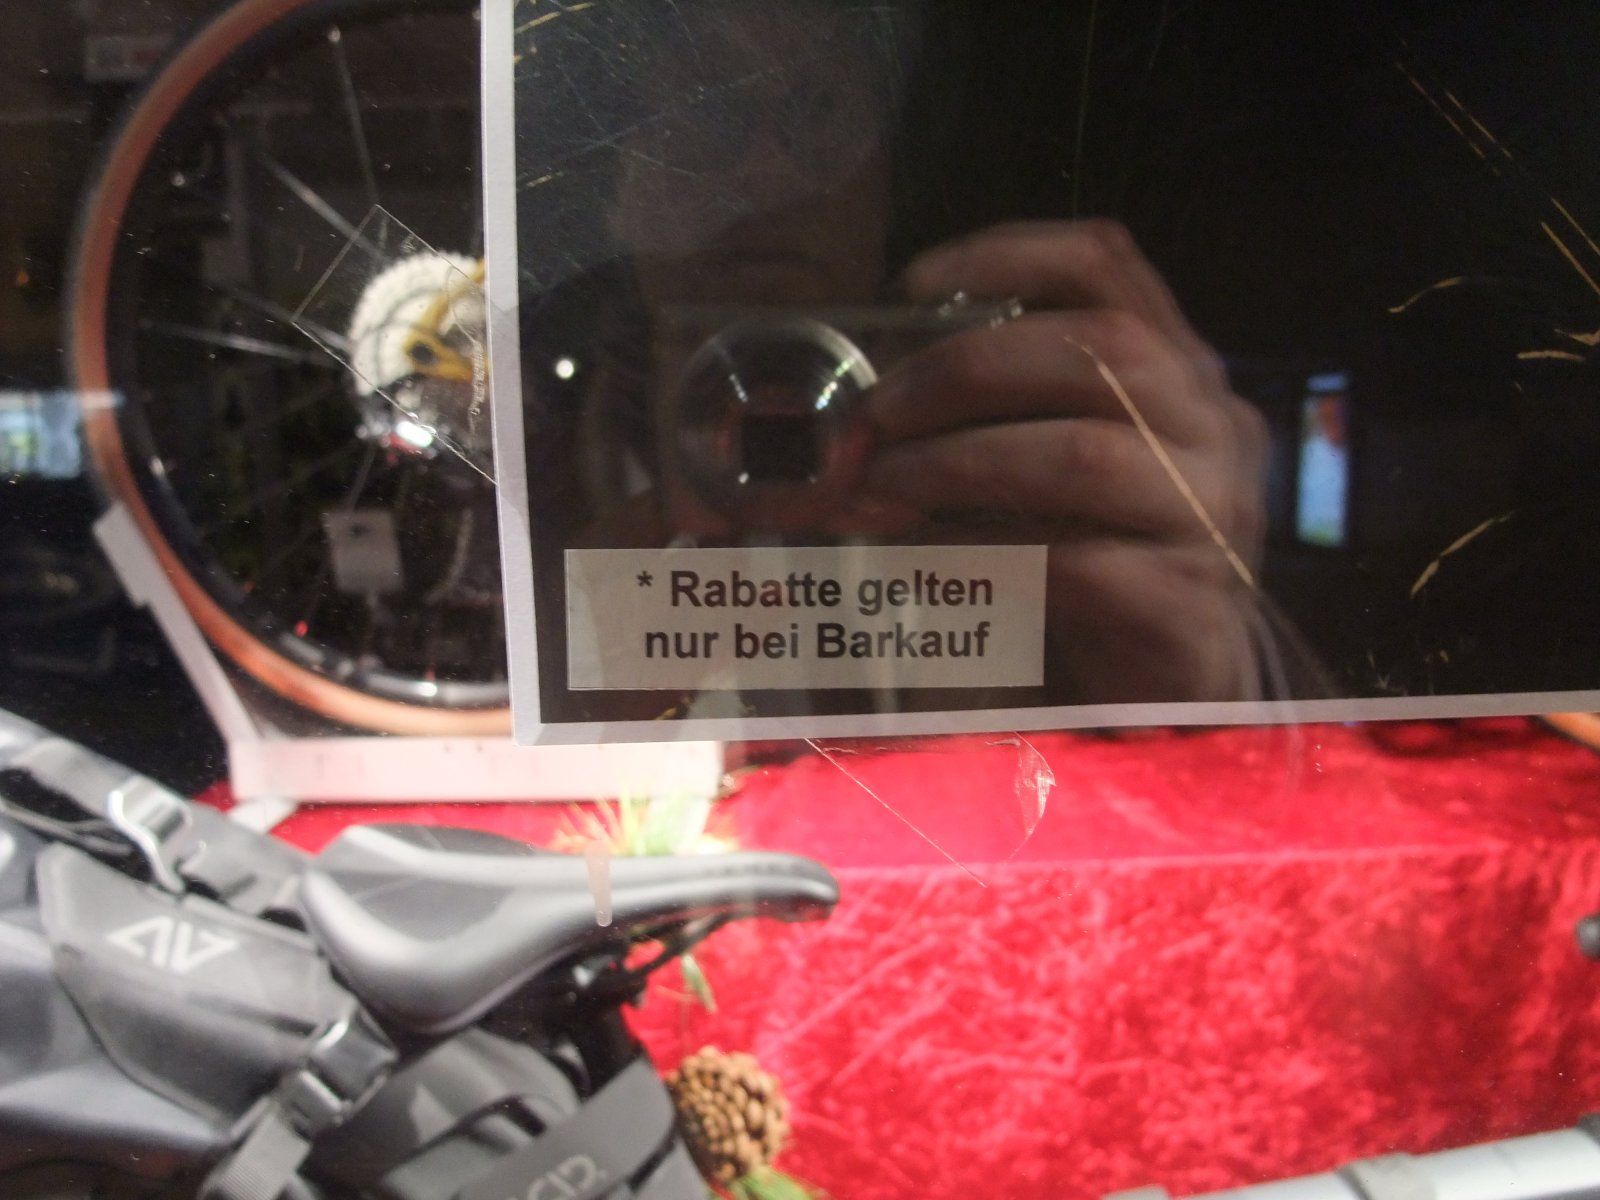 * Rabatte gelten
nur bei Barkauf